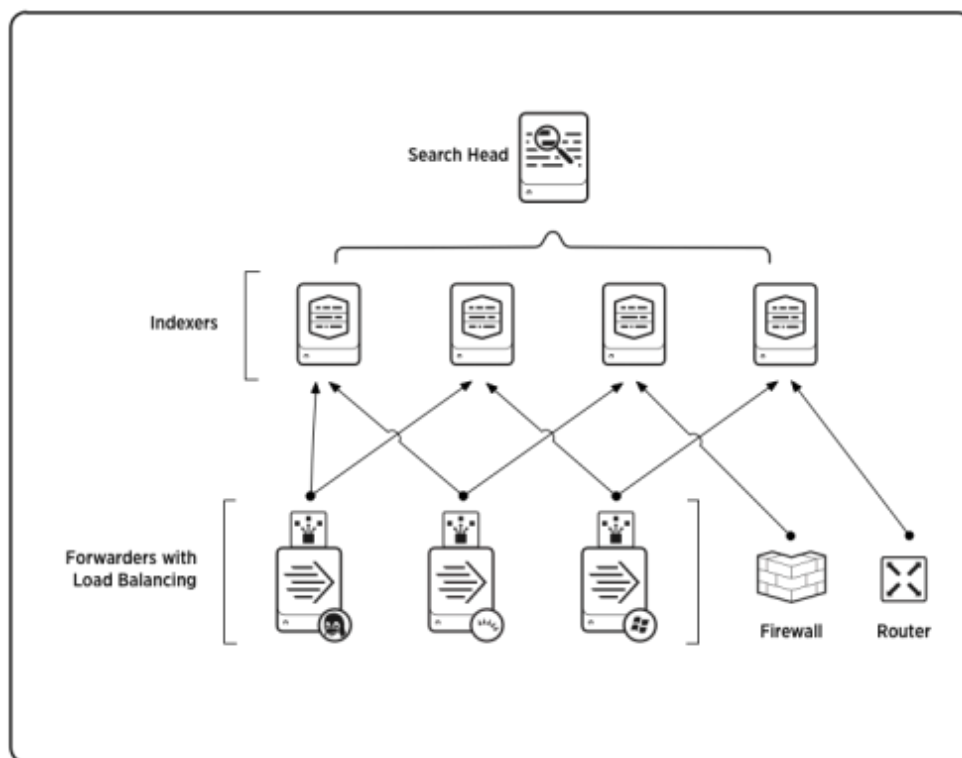 Search Head
Indexers
Forwarders with
Load Balancing
Firewall
Router